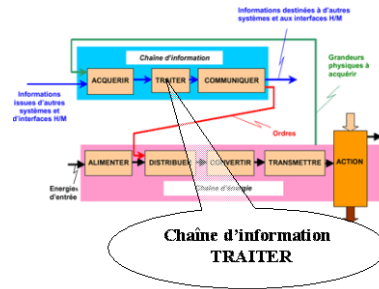 Informations destinées à d'autres
systèmes et aux interfaces H/M
Chaîne d'information
ACQUERIR
TRAITER
COMMUNIQUER
Grandeurs
physiques à
acquérir
Informations
issues d'autres
systèmes et
d'interfaces H/M
Ordres
ALIMENTER
DISTRIBUER
CONVERTIR
TRANSMETTRE
ACTION
Energies
d'entrée
Chaîne d'énergie
Chaîne d'information
TRAITER